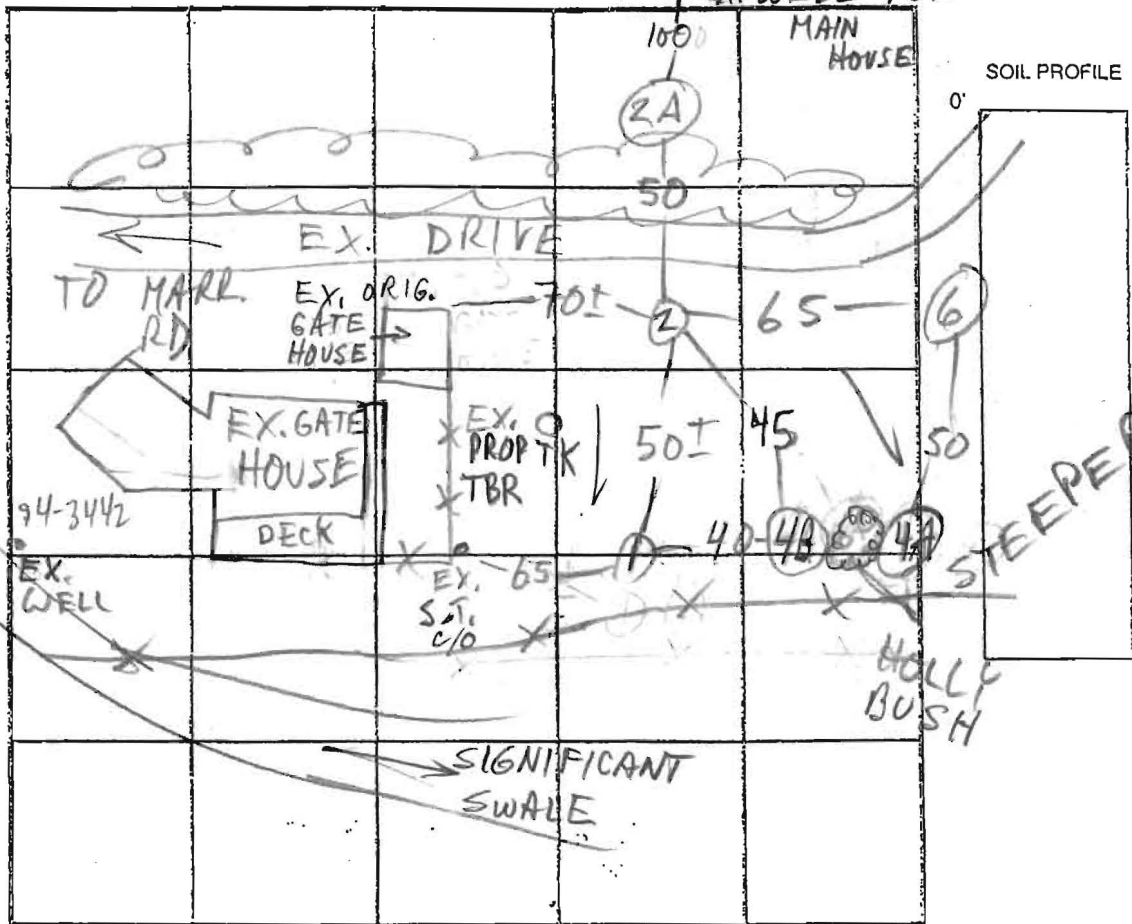 100
MAIN
HOUSE
SOIL PROFILE
0'
2A
50
EX. DRIVE
TO MARR.
RD
EX. ORIG.
GATE
HOUSE
70±
2
65
6
EX. GATE
HOUSE
EX.
PROP TK
TBR
50±
45
50
94-3442
DECK
1
40
4B
4A
STEEPER
EX.
WELL
EX.
S.T.
C/O
65
HOLLY
BUSH
SIGNIFICANT
SWALE